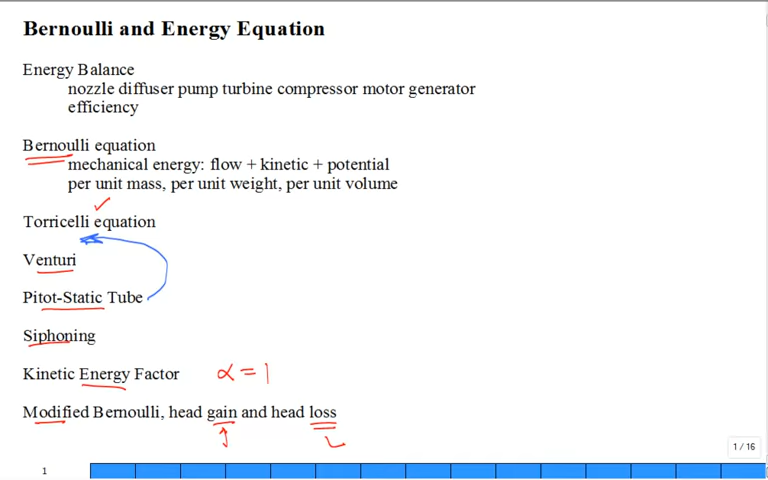 Bernoulli and Energy Equation
Energy Balance
nozzle diffuser pump turbine compressor motor generator
efficiency
Bernoulli equation
mechanical energy: flow + kinetic + potential
per unit mass, per unit weight, per unit volume
Torricelli equation
Venturi
Pitot-Static Tube
Siphoning
Kinetic Energy Factor α = 1
Modified Bernoulli, head gain and head loss
1 / 16
1